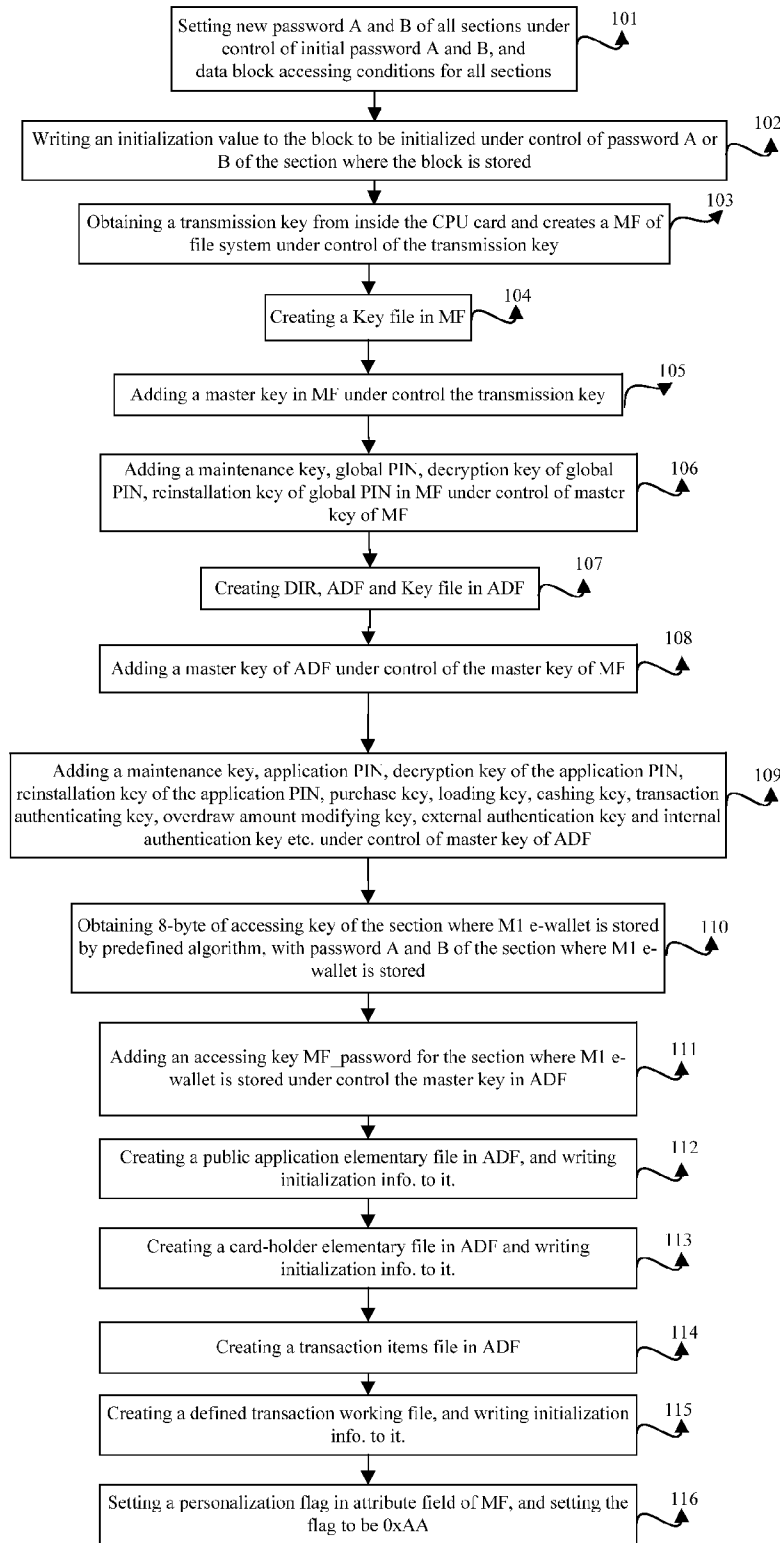 Setting new password A and B of all sections under
control of initial password A and B, and
data block accessing conditions for all sections
101
Writing an initialization value to the block to be initialized under control of password A or
B of the section where the block is stored
102
Obtaining a transmission key from inside the CPU card and creates a MF of
file system under control of the transmission key
103
Creating a Key file in MF
104
Adding a master key in MF under control the transmission key
105
Adding a maintenance key, global PIN, decryption key of global
PIN, reinstallation key of global PIN in MF under control of master
key of MF
106
Creating DIR, ADF and Key file in ADF
107
Adding a master key of ADF under control of the master key of MF
108
Adding a maintenance key, application PIN, decryption key of the application PIN,
reinstallation key of the application PIN, purchase key, loading key, cashing key, transaction
authenticating key, overdraw amount modifying key, external authentication key and internal
authentication key etc. under control of master key of ADF
109
Obtaining 8-byte of accessing key of the section where M1 e-wallet is stored
by predefined algorithm, with password A and B of the section where M1 e-
wallet is stored
110
Adding an accessing key MF_password for the section where M1 e-
wallet is stored under control the master key in ADF
111
Creating a public application elementary file in ADF, and writing
initialization info. to it.
112
Creating a card-holder elementary file in ADF and writing
initialization info. to it.
113
Creating a transaction items file in ADF
114
Creating a defined transaction working file, and writing initialization
info. to it.
115
Setting a personalization flag in attribute field of MF, and setting the
flag to be 0xAA
116